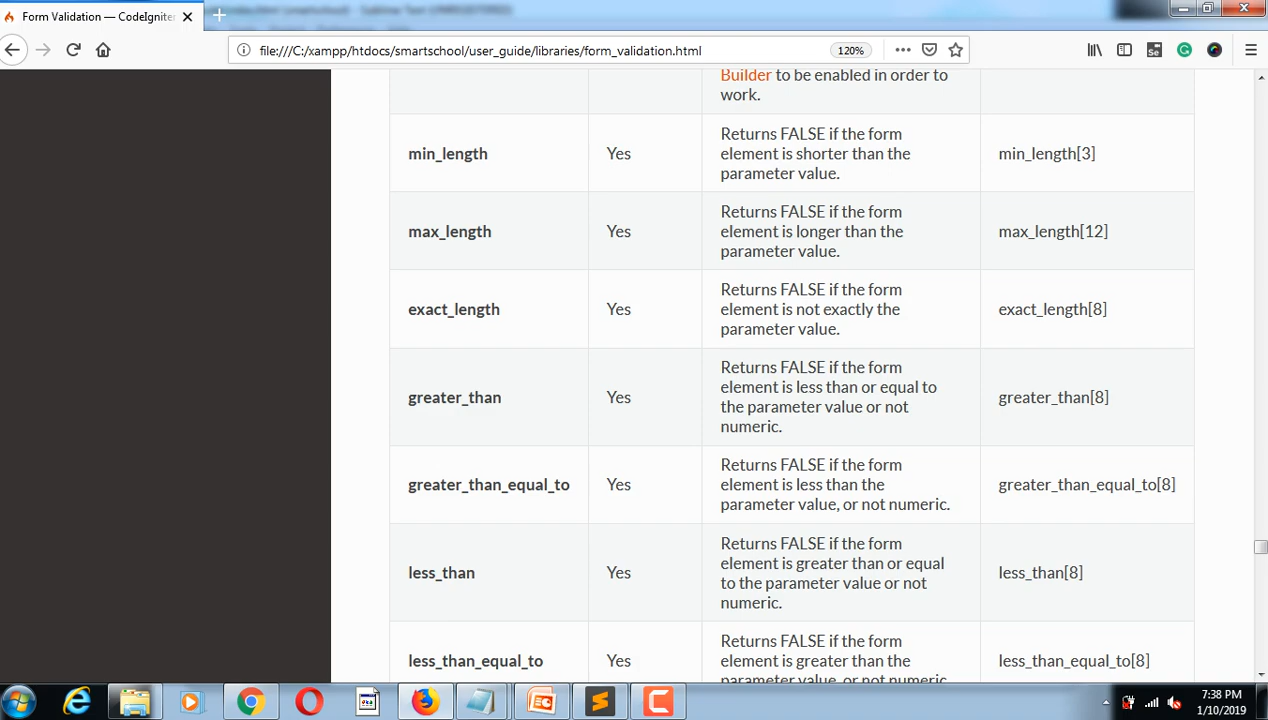 Form Validation — CodeIgniter
file:///C:/xampp/htdocs/smartschool/user_guide/libraries/form_validation.html
120%
Builder to be enabled in order to
work.
min_length
Yes
Returns FALSE if the form
element is shorter than the
parameter value.
min_length[3]
max_length
Yes
Returns FALSE if the form
element is longer than the
parameter value.
max_length[12]
exact_length
Yes
Returns FALSE if the form
element is not exactly the
parameter value.
exact_length[8]
greater_than
Yes
Returns FALSE if the form
element is less than or equal to
the parameter value or not
numeric.
greater_than[8]
greater_than_equal_to
Yes
Returns FALSE if the form
element is less than the
parameter value, or not numeric.
greater_than_equal_to[8]
less_than
Yes
Returns FALSE if the form
element is greater than or equal
to the parameter value or not
numeric.
less_than[8]
less_than_equal_to
Yes
Returns FALSE if the form
element is greater than the
parameter value, or not numeric.
less_than_equal_to[8]
7:38 PM
1/10/2019